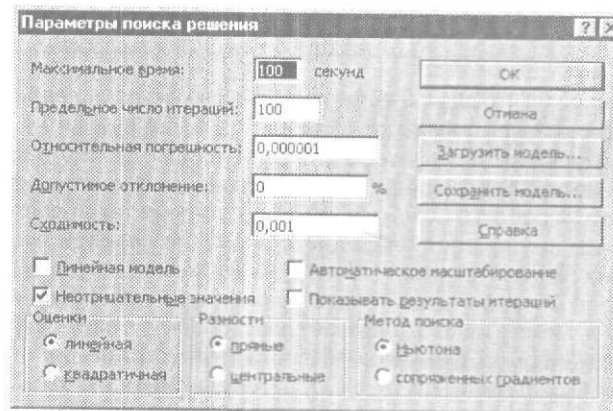 Параметры поиска решения
Максимальное время: 100 секунд ОК
Предельное число итераций: 100 Отмена
Относительная погрешность: 0,000001 Загрузить модель...
Допустимое отклонение: 0 % Сохранить модель...
Сходимость: 0,001 Справка
Линейная модель Автоматическое масштабирование
Неотрицательные значения Показывать результаты итераций
Оценки Разности Метод поиска
линейная прямые Ньютона
квадратичная центральные сопряженных градиентов